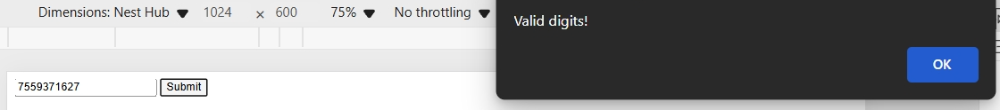 Dimensions: Nest Hub 1024 × 600 75% No throttling
Valid digits!
OK
7559371627 Submit